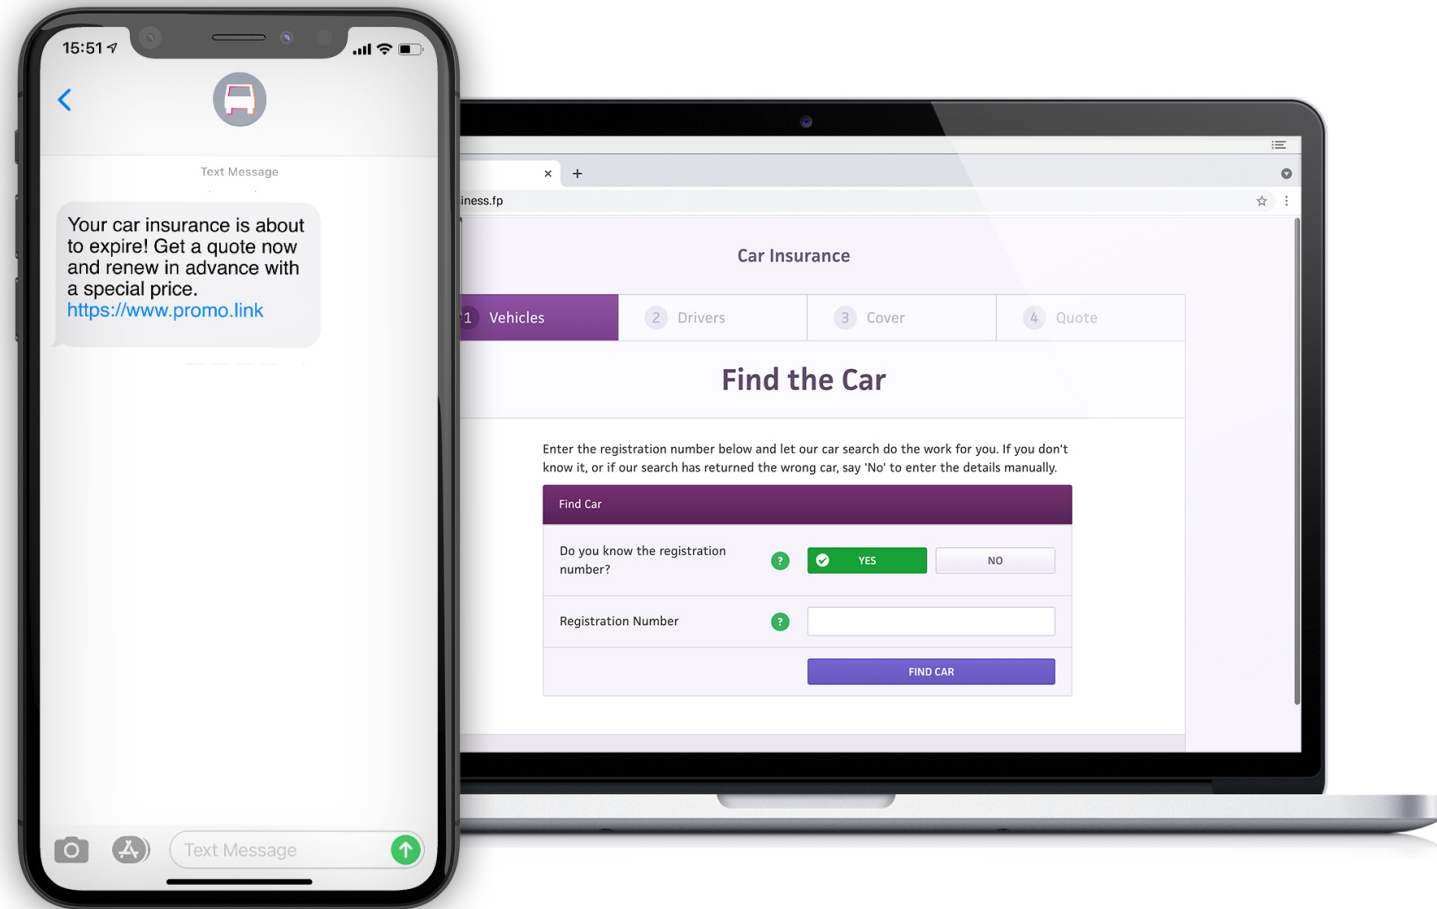 15:51
Text Message
Your car insurance is about
to expire! Get a quote now
and renew in advance with
a special price.
https://www.promo.link
Text Message
iness.fp
Car Insurance
1 Vehicles
2 Drivers
3 Cover
4 Quote
Find the Car
Enter the registration number below and let our car search do the work for you. If you don't
know it, or if our search has returned the wrong car, say 'No' to enter the details manually.
Find Car
Do you know the registration
number?
?
YES
NO
Registration Number
?
FIND CAR